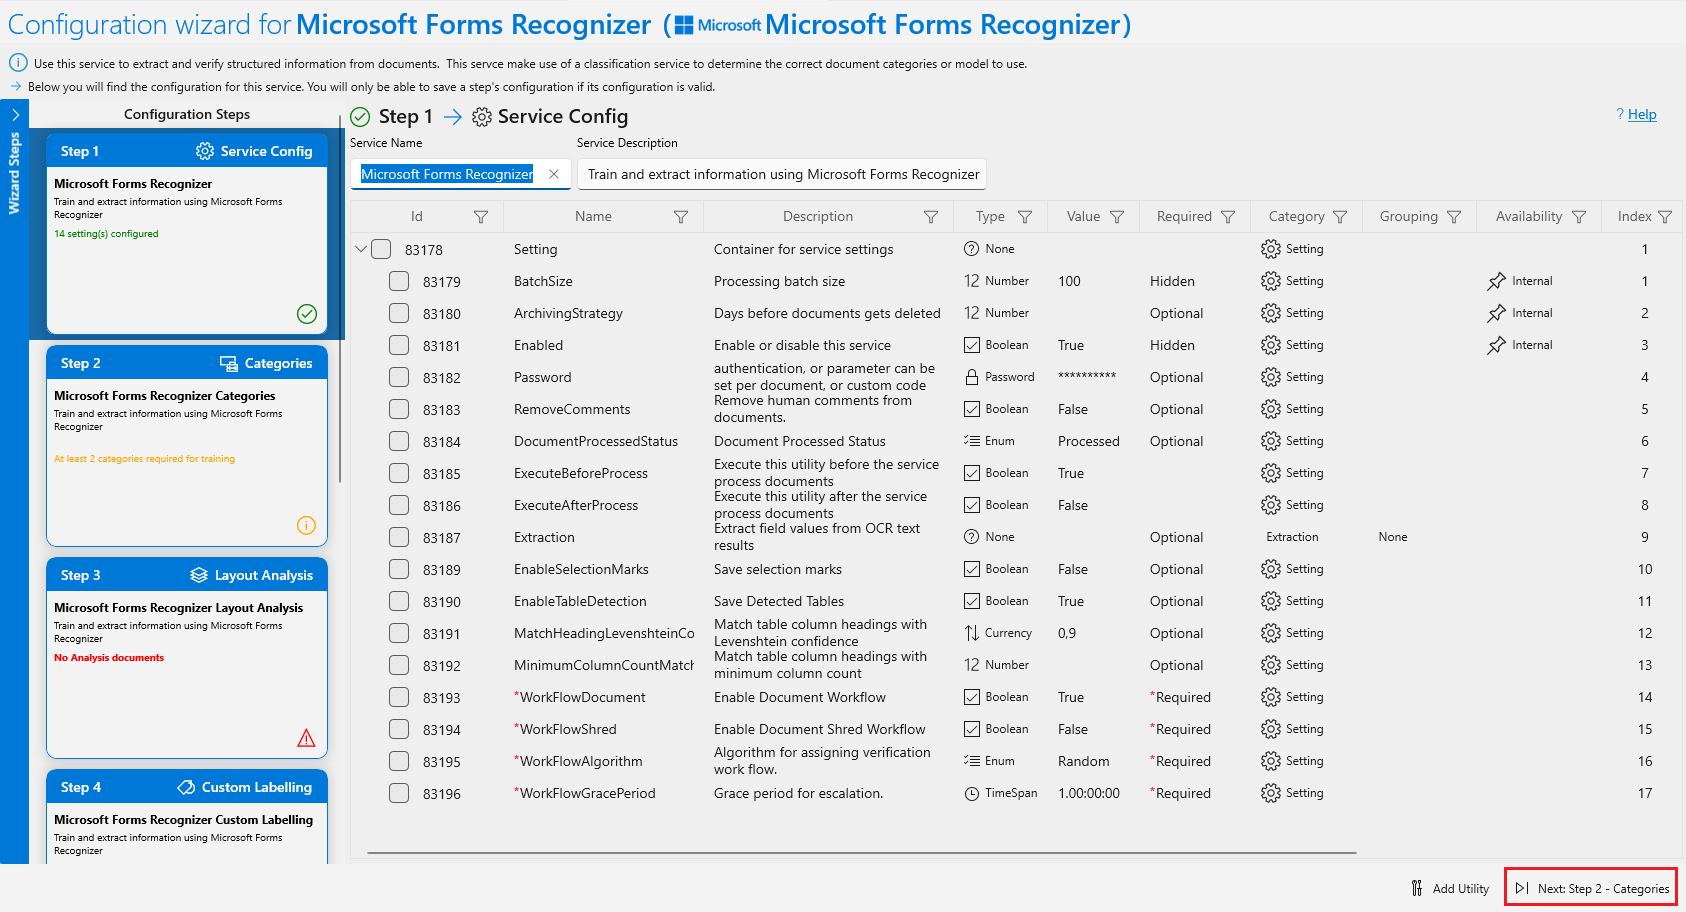 Configuration wizard for Microsoft Forms Recognizer ( Microsoft Microsoft Forms Recognizer)
Use this service to extract and verify structured information from documents. This servce make use of a classification service to determine the correct document categories or model to use.
Below you will find the configuration for this service. You will only be able to save a step's configuration if its configuration is valid.
Wizard Steps
Configuration Steps
Step 1 Service Config
Microsoft Forms Recognizer
Train and extract information using Microsoft Forms
Recognizer
14 setting(s) configured
Step 2 Categories
Microsoft Forms Recognizer Categories
Train and extract information using Microsoft Forms
Recognizer
At least 2 categories required for training
Step 3 Layout Analysis
Microsoft Forms Recognizer Layout Analysis
Train and extract information using Microsoft Forms
Recognizer
No Analysis documents
Step 4 Custom Labelling
Microsoft Forms Recognizer Custom Labelling
Train and extract information using Microsoft Forms
Recognizer
Step 1 Service Config
? Help
Service Name Service Description
Microsoft Forms Recognizer Train and extract information using Microsoft Forms Recognizer
Id Name Description Type Value Required Category Grouping Availability Index
83178 Setting Container for service settings None Setting 1
83179 BatchSize Processing batch size 12 Number 100 Hidden Setting Internal 1
83180 ArchivingStrategy Days before documents gets deleted 12 Number Optional Setting Internal 2
83181 Enabled Enable or disable this service Boolean True Hidden Setting Internal 3
authentication, or parameter can be
83182 Password set per document, or custom code Password ********** Optional Setting 4
Remove human comments from
83183 RemoveComments documents. Boolean False Optional Setting 5
83184 DocumentProcessedStatus Document Processed Status Enum Processed Optional Setting 6
Execute this utility before the service
83185 ExecuteBeforeProcess process documents Boolean True Setting 7
Execute this utility after the service
83186 ExecuteAfterProcess process documents Boolean False Setting 8
Extract field values from OCR text
83187 Extraction results None Optional Extraction None 9
83189 EnableSelectionMarks Save selection marks Boolean False Optional Setting 10
83190 EnableTableDetection Save Detected Tables Boolean True Optional Setting 11
Match table column headings with
83191 MatchHeadingLevenshteinCo Levenshtein confidence Currency 0,9 Optional Setting 12
Match table column headings with
83192 MinimumColumnCountMatch minimum column count 12 Number Optional Setting 13
83193 *WorkFlowDocument Enable Document Workflow Boolean True *Required Setting 14
83194 *WorkFlowShred Enable Document Shred Workflow Boolean False *Required Setting 15
Algorithm for assigning verification
83195 *WorkFlowAlgorithm work flow. Enum Random *Required Setting 16
83196 *WorkFlowGracePeriod Grace period for escalation. TimeSpan 1.00:00:00 *Required Setting 17
Add Utility Next: Step 2 - Categories